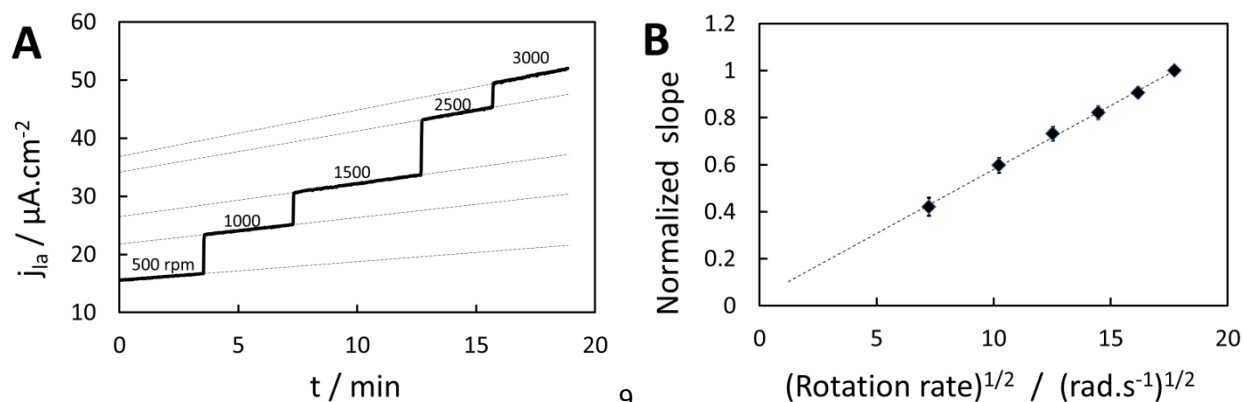 A
60
50
40
30
20
10
j_la / µA.cm⁻²
500 rpm
1000
1500
2500
3000
0 5 10 15 20
t / min
9
B
1.2
1
0.8
0.6
0.4
0.2
0
Normalized slope
0 5 10 15 20
(Rotation rate)^1/2 / (rad.s⁻¹)^1/2